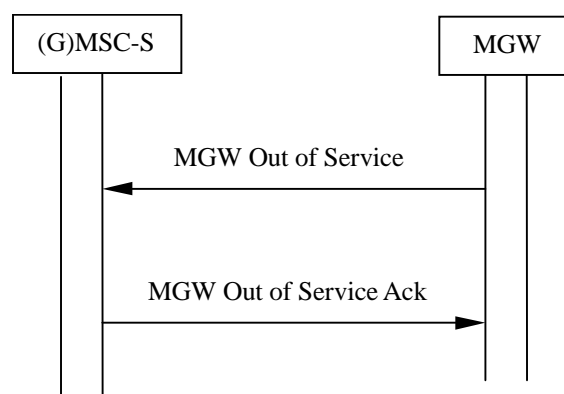 (G)MSC-S
MGW
MGW Out of Service
MGW Out of Service Ack